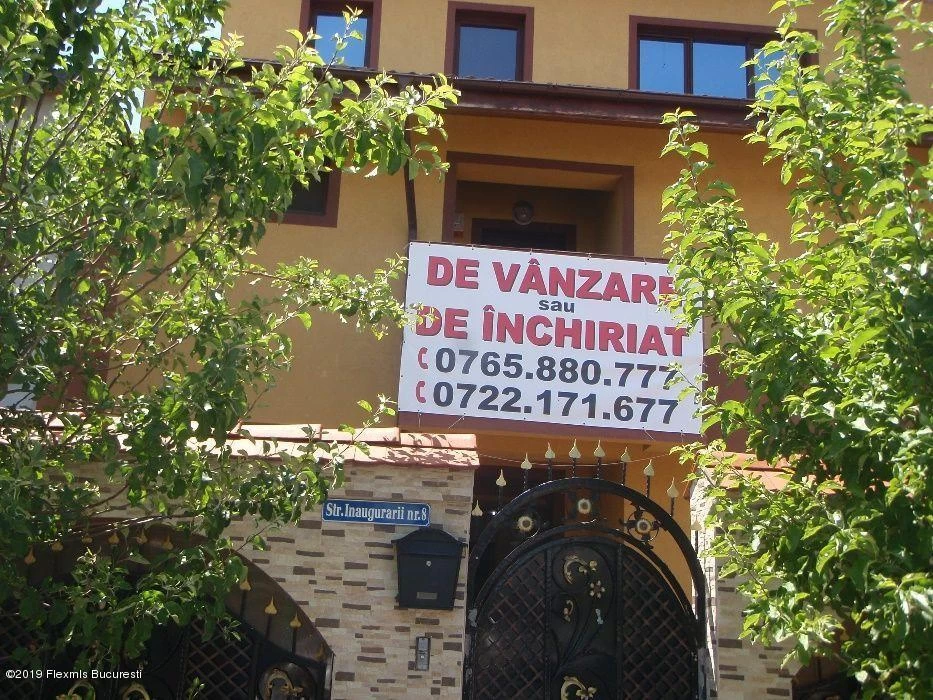 DE VÂNZARE
sau
DE ÎNCHIRIAT
0765.880.777
0722.171.677
Str.Inaugurarii nr.8
©2019 Flexmls Bucuresti